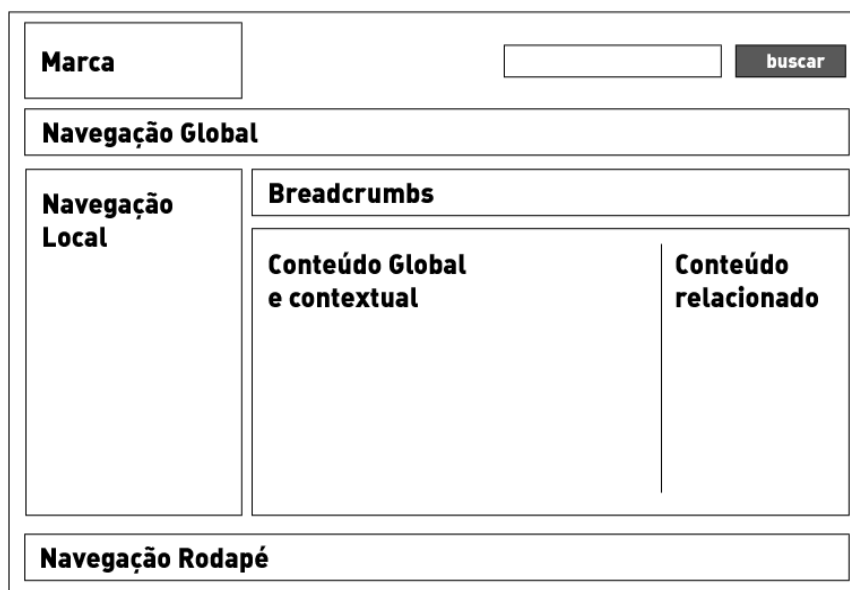 Marca
buscar
Navegação Global
Navegação
Local
Breadcrumbs
Conteúdo Global
e contextual
Conteúdo
relacionado
Navegação Rodapé